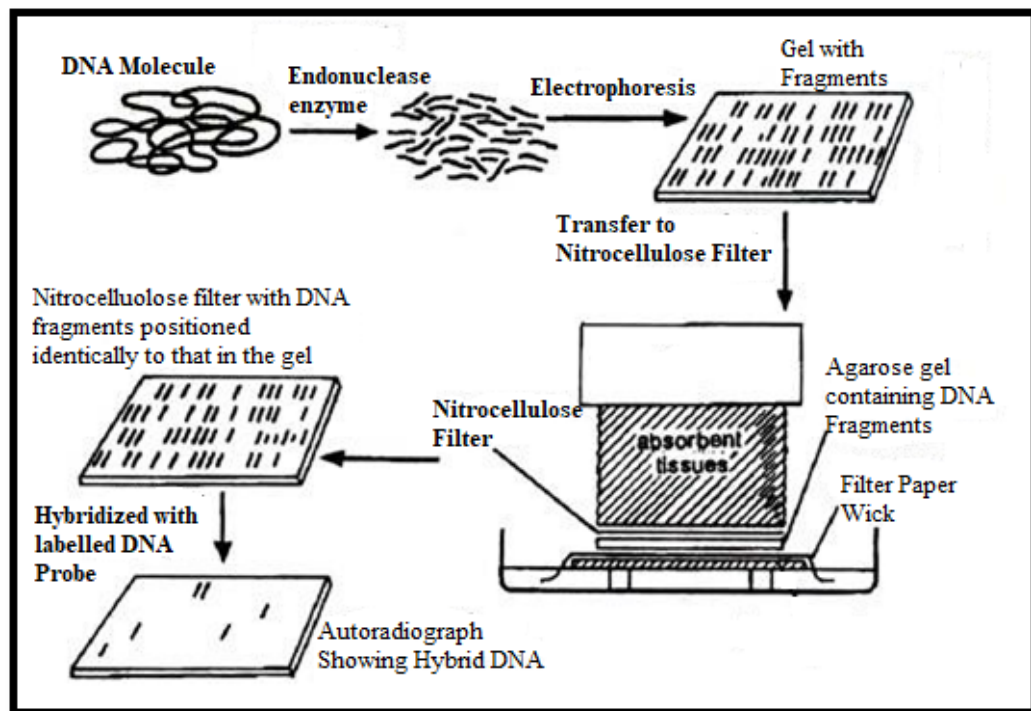 DNA Molecule
Endonuclease
enzyme
Electrophoresis
Gel with
Fragments
Transfer to
Nitrocellulose Filter
Nitrocelluolose filter with DNA
fragments positioned
identically to that in the gel
Nitrocellulose
Filter
absorbent
tissues
Agarose gel
containing DNA
Fragments
Filter Paper
Wick
Hybridized with
labelled DNA
Probe
Autoradiograph
Showing Hybrid DNA